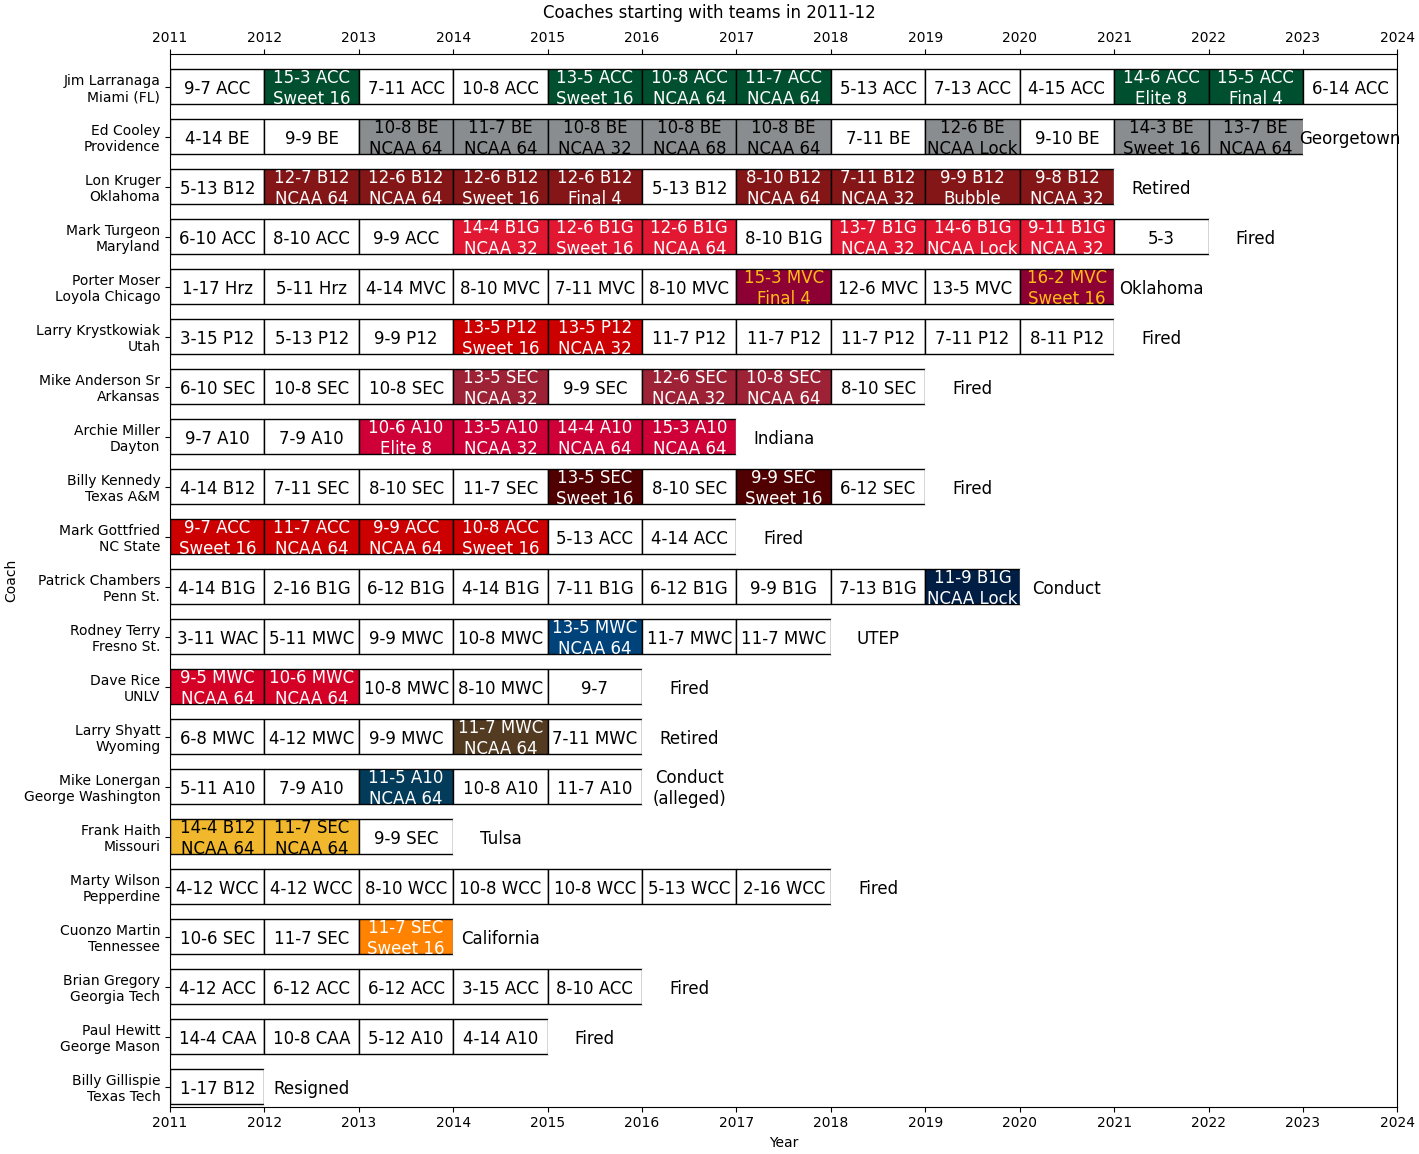 Coaches starting with teams in 2011-12
2011 2012 2013 2014 2015 2016 2017 2018 2019 2020 2021 2022 2023 2024
Jim Larranaga
Miami (FL)
9-7 ACC
15-3 ACC
Sweet 16
7-11 ACC
10-8 ACC
13-5 ACC
Sweet 16
10-8 ACC
NCAA 64
11-7 ACC
NCAA 64
5-13 ACC
7-13 ACC
4-15 ACC
14-6 ACC
Elite 8
15-5 ACC
Final 4
6-14 ACC
Ed Cooley
Providence
4-14 BE
9-9 BE
10-8 BE
NCAA 64
11-7 BE
NCAA 64
10-8 BE
NCAA 32
10-8 BE
NCAA 68
10-8 BE
NCAA 64
7-11 BE
12-6 BE
NCAA Lock
9-10 BE
14-3 BE
Sweet 16
13-7 BE
NCAA 64
Georgetown
Lon Kruger
Oklahoma
5-13 B12
12-7 B12
NCAA 64
12-6 B12
NCAA 64
12-6 B12
Sweet 16
12-6 B12
Final 4
5-13 B12
8-10 B12
NCAA 64
7-11 B12
NCAA 32
9-9 B12
Bubble
9-8 B12
NCAA 32
Retired
Mark Turgeon
Maryland
6-10 ACC
8-10 ACC
9-9 ACC
14-4 B1G
NCAA 32
12-6 B1G
Sweet 16
12-6 B1G
NCAA 64
8-10 B1G
13-7 B1G
NCAA 32
14-6 B1G
NCAA Lock
9-11 B1G
NCAA 32
5-3
Fired
Porter Moser
Loyola Chicago
1-17 Hrz
5-11 Hrz
4-14 MVC
8-10 MVC
7-11 MVC
8-10 MVC
15-3 MVC
Final 4
12-6 MVC
13-5 MVC
16-2 MVC
Sweet 16
Oklahoma
Larry Krystkowiak
Utah
3-15 P12
5-13 P12
9-9 P12
13-5 P12
Sweet 16
13-5 P12
NCAA 32
11-7 P12
11-7 P12
11-7 P12
7-11 P12
8-11 P12
Fired
Mike Anderson Sr
Arkansas
6-10 SEC
10-8 SEC
10-8 SEC
13-5 SEC
NCAA 32
9-9 SEC
12-6 SEC
NCAA 32
10-8 SEC
NCAA 64
8-10 SEC
Fired
Archie Miller
Dayton
9-7 A10
7-9 A10
10-6 A10
Elite 8
13-5 A10
NCAA 32
14-4 A10
NCAA 64
15-3 A10
NCAA 64
Indiana
Billy Kennedy
Texas A&M
4-14 B12
7-11 SEC
8-10 SEC
11-7 SEC
13-5 SEC
Sweet 16
8-10 SEC
9-9 SEC
Sweet 16
6-12 SEC
Fired
Mark Gottfried
NC State
9-7 ACC
Sweet 16
11-7 ACC
NCAA 64
9-9 ACC
NCAA 64
10-8 ACC
Sweet 16
5-13 ACC
4-14 ACC
Fired
Coach
Patrick Chambers
Penn St.
4-14 B1G
2-16 B1G
6-12 B1G
4-14 B1G
7-11 B1G
6-12 B1G
9-9 B1G
7-13 B1G
11-9 B1G
NCAA Lock
Conduct
Rodney Terry
Fresno St.
3-11 WAC
5-11 MWC
9-9 MWC
10-8 MWC
13-5 MWC
NCAA 64
11-7 MWC
11-7 MWC
UTEP
Dave Rice
UNLV
9-5 MWC
NCAA 64
10-6 MWC
NCAA 64
10-8 MWC
8-10 MWC
9-7
Fired
Larry Shyatt
Wyoming
6-8 MWC
4-12 MWC
9-9 MWC
11-7 MWC
NCAA 64
7-11 MWC
Retired
Mike Lonergan
George Washington
5-11 A10
7-9 A10
11-5 A10
NCAA 64
10-8 A10
11-7 A10
Conduct
(alleged)
Frank Haith
Missouri
14-4 B12
NCAA 64
11-7 SEC
NCAA 64
9-9 SEC
Tulsa
Marty Wilson
Pepperdine
4-12 WCC
4-12 WCC
8-10 WCC
10-8 WCC
10-8 WCC
5-13 WCC
2-16 WCC
Fired
Cuonzo Martin
Tennessee
10-6 SEC
11-7 SEC
11-7 SEC
Sweet 16
California
Brian Gregory
Georgia Tech
4-12 ACC
6-12 ACC
6-12 ACC
3-15 ACC
8-10 ACC
Fired
Paul Hewitt
George Mason
14-4 CAA
10-8 CAA
5-12 A10
4-14 A10
Fired
Billy Gillispie
Texas Tech
1-17 B12
Resigned
2011 2012 2013 2014 2015 2016 2017 2018 2019 2020 2021 2022 2023 2024
Year